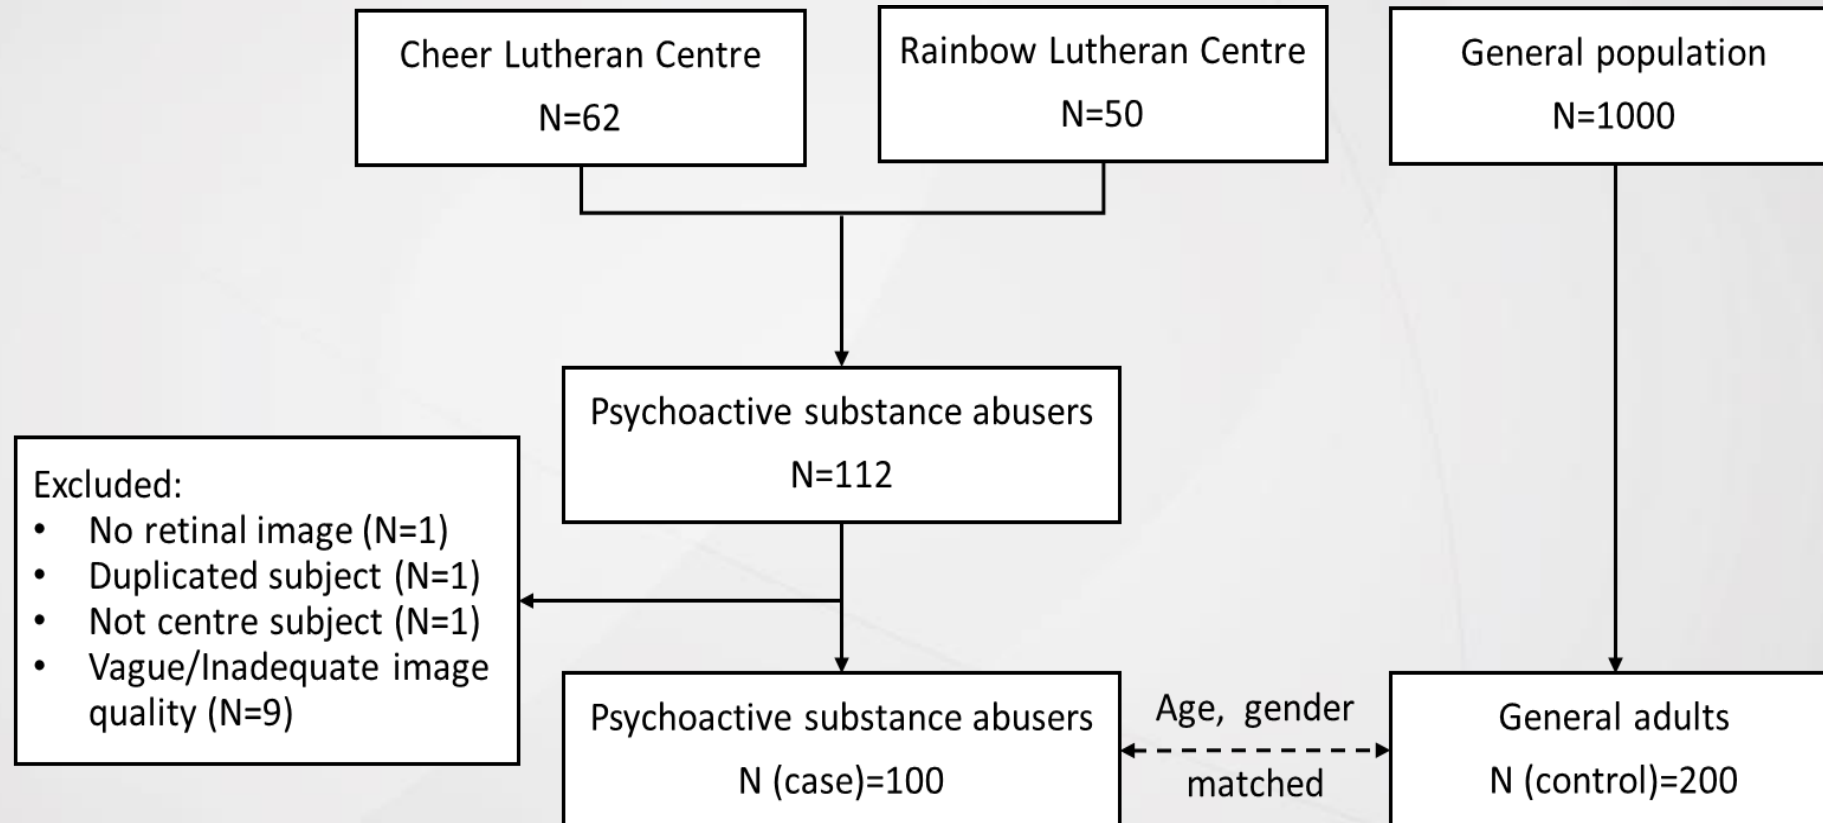 Cheer Lutheran Centre
N=62
Rainbow Lutheran Centre
N=50
General population
N=1000
Psychoactive substance abusers
N=112
Excluded:
• No retinal image (N=1)
• Duplicated subject (N=1)
• Not centre subject (N=1)
• Vague/Inadequate image
quality (N=9)
Psychoactive substance abusers
N (case)=100
Age, gender
matched
General adults
N (control)=200